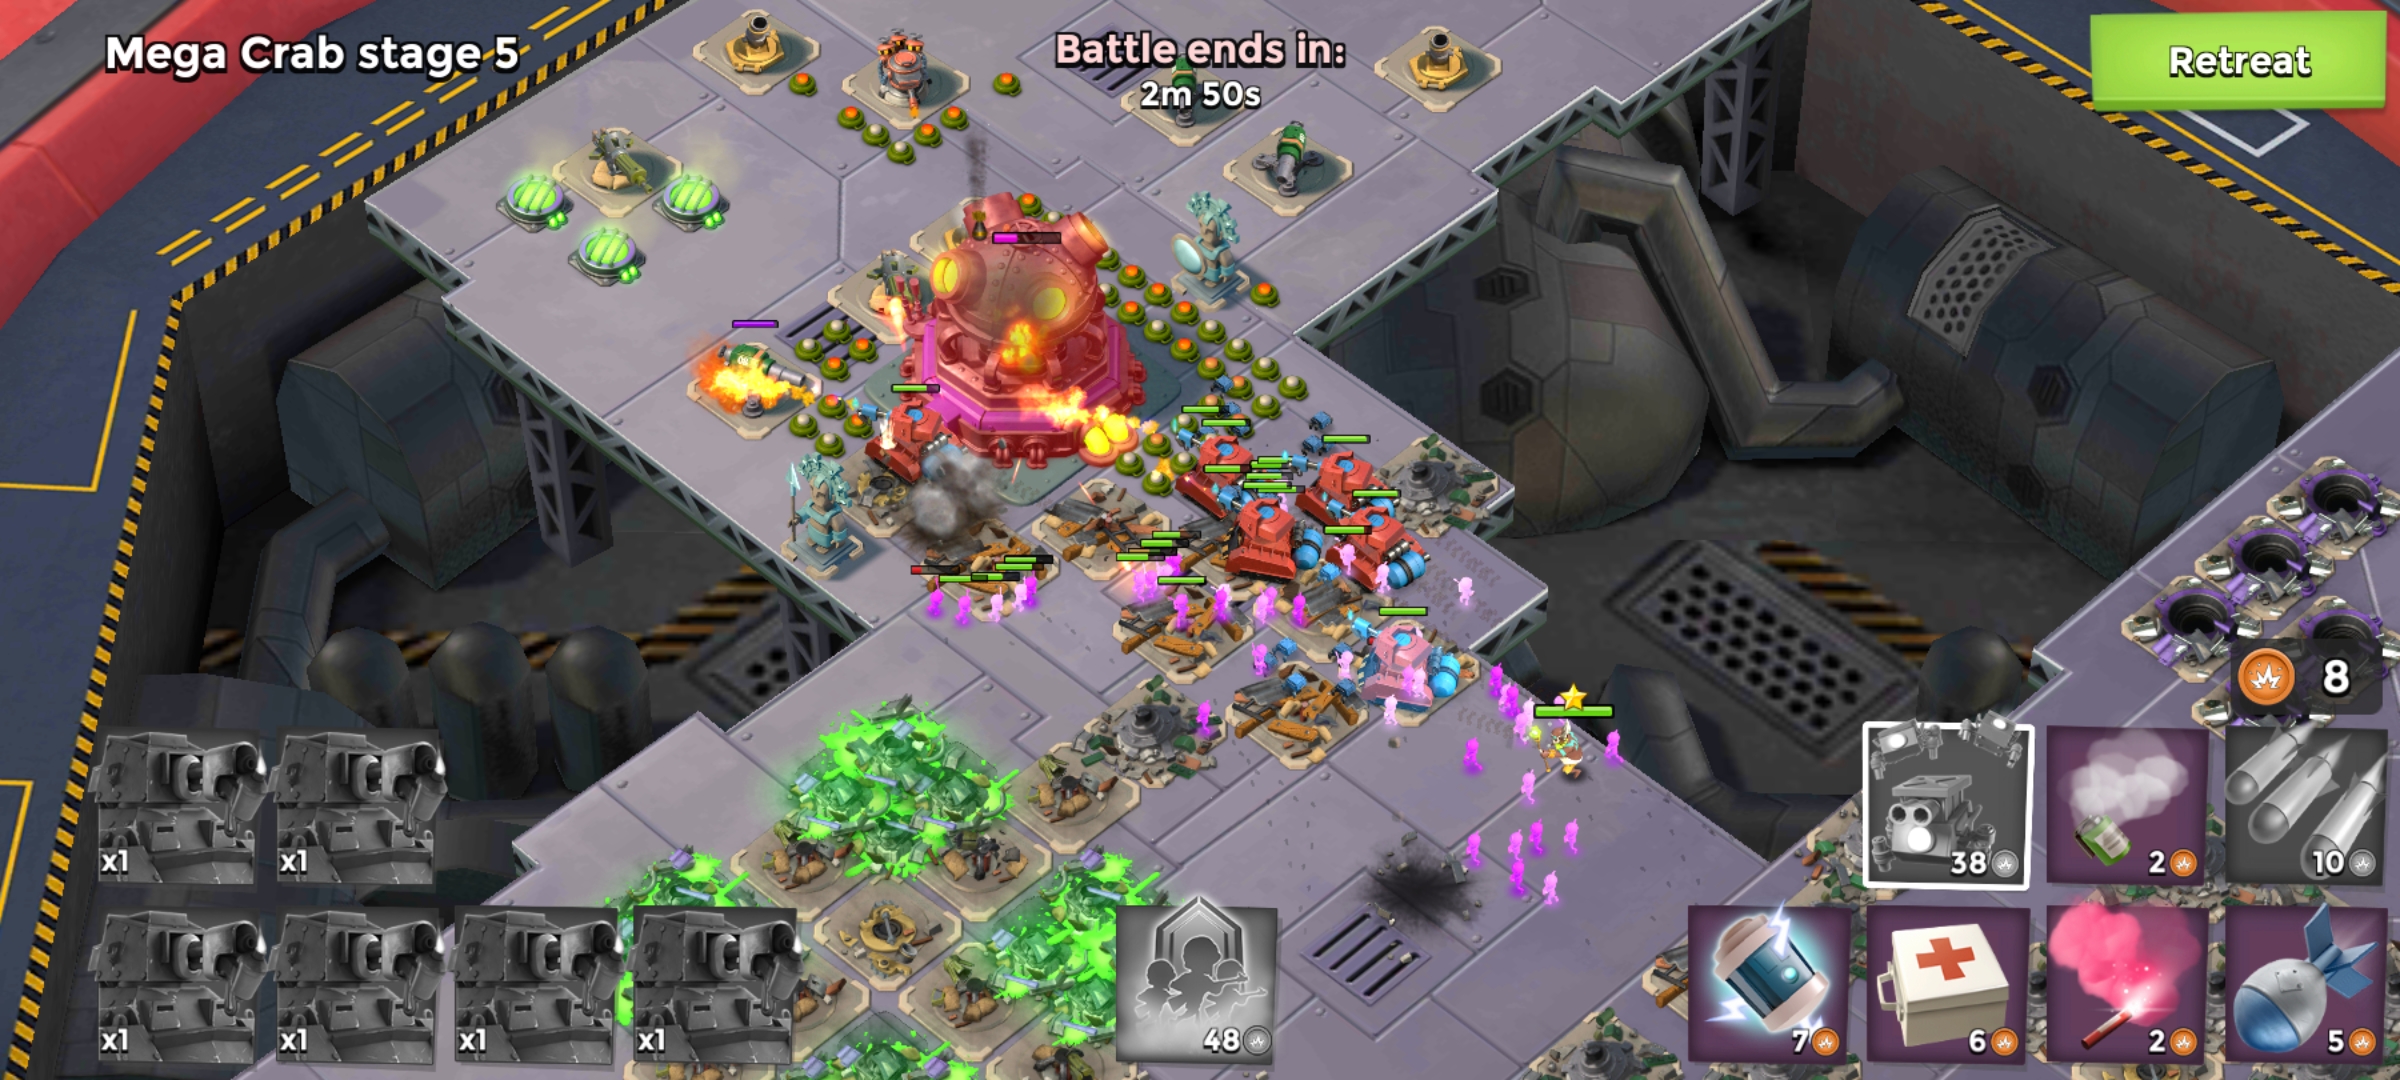 Mega Crab stage 5
Battle ends in:
2m 50s
Retreat
8
38
2
10
x1
x1
x1
x1
x1
x1
48
7
6
2
5